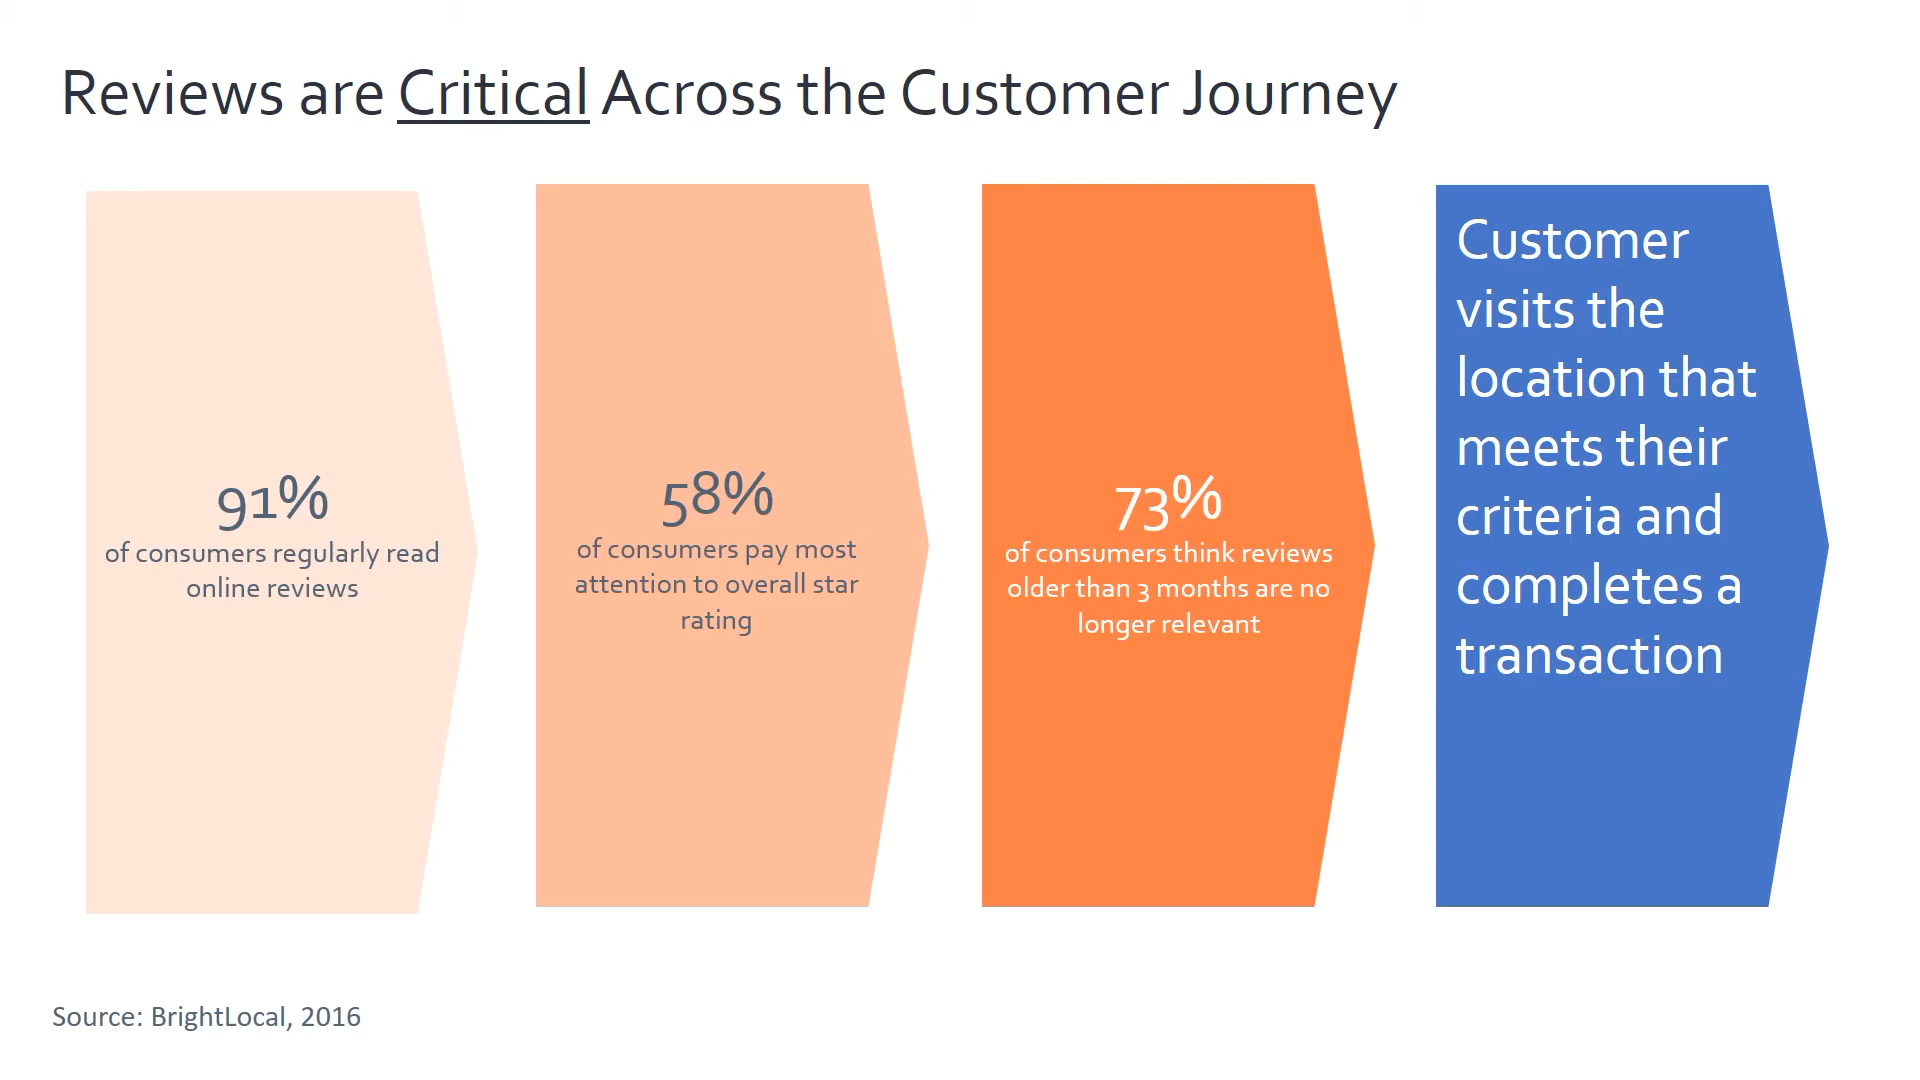 Reviews are Critical Across the Customer Journey
91%
of consumers regularly read
online reviews
58%
of consumers pay most
attention to overall star
rating
73%
of consumers think reviews
older than 3 months are no
longer relevant
Customer
visits the
location that
meets their
criteria and
completes a
transaction
Source: BrightLocal, 2016